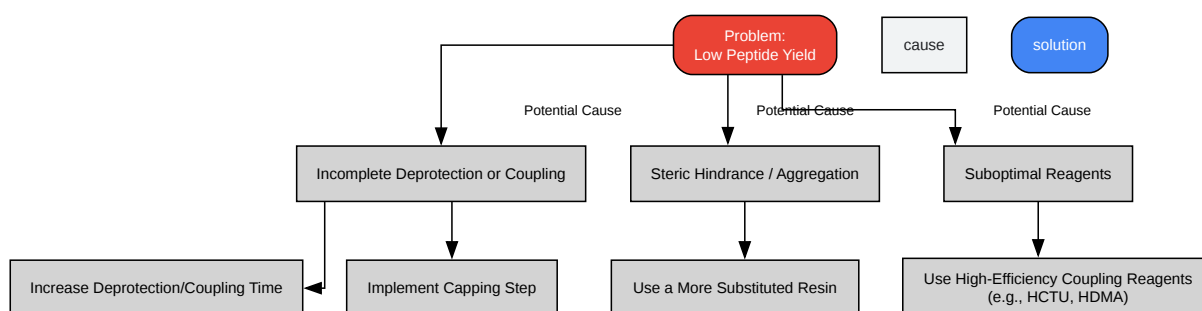 Problem:
Low Peptide Yield
cause
solution
Potential Cause
Potential Cause
Potential Cause
Incomplete Deprotection or Coupling
Steric Hindrance / Aggregation
Suboptimal Reagents
Increase Deprotection/Coupling Time
Implement Capping Step
Use a More Substituted Resin
Use High-Efficiency Coupling Reagents
(e.g., HCTU, HDMA)